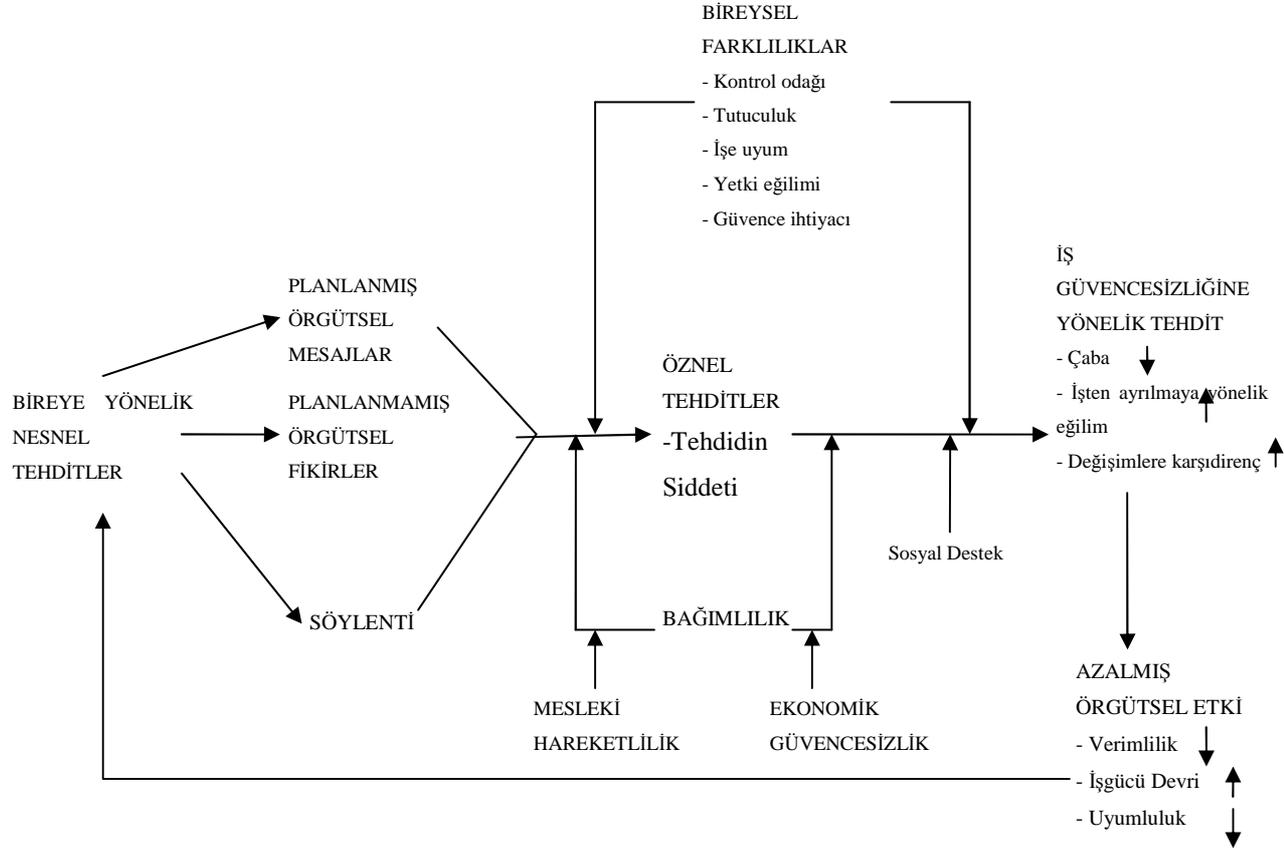 BİREYSEL
FARKLILIKLAR
- Kontrol odağı
- Tutuculuk
- İşe uyum
- Yetki eğilimi
- Güvence ihtiyacı
PLANLANMIŞ
ÖRGÜTSEL
MESAJLAR
BİREYE YÖNELİK
NESNEL
TEHDİTLER
PLANLANMAMIŞ
ÖRGÜTSEL
FİKİRLER
SÖYLENTİ
ÖZNEL
TEHDİTLER
-Tehdidin
Siddeti
İŞ
GÜVENCESİZLİĞİNE
YÖNELİK TEHDİT
- Çaba
- İşten ayrılmaya yönelik
eğilim
- Değişimlere karşıdirenç
Sosyal Destek
BAĞIMLILIK
MESLEKİ
HAREKETLİLİK
EKONOMİK
GÜVENCESİZLİK
AZALMIŞ
ÖRGÜTSEL ETKİ
- Verimlilik
- İşgücü Devri
- Uyumluluk